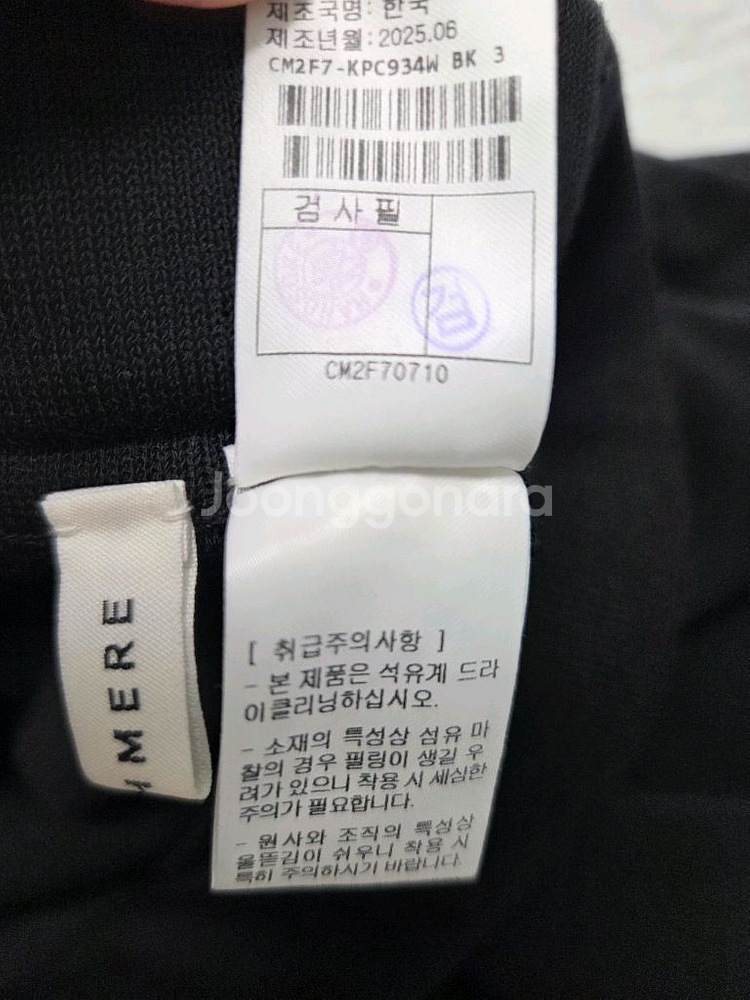 제조국명: 한국
제조년월:2025.06
CM2F7-KPC934W BK 3
검사필
검
CM2F70710
Joonggonara
MERE
[ 취급주의사항 ]
- 본 제품은 석유계 드라
이클리닝하십시오.
- 소재의 특성상 섬유 마
찰의 경우 필링이 생길 우
려가 있으니 착용 시 세심한
주의가 필요합니다.
- 원사와 조직의 특성상
올뜯김이 쉬우니 착용 시
특히 주의하시기 바랍니다.